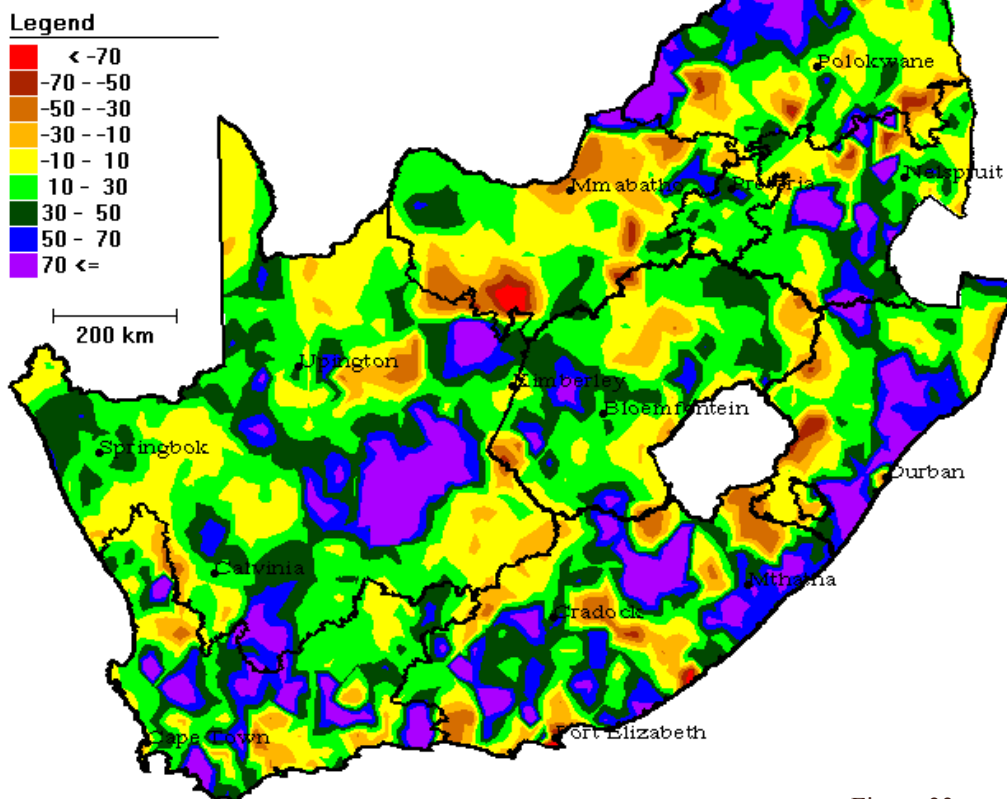 Legend
< -70
-70 - -50
-50 - -30
-30 - -10
-10 - 10
10 - 30
30 - 50
50 - 70
70 <=
200 km
Polokwane
Mmabatho
Pretoria
Nelspruit
Upington
Kimberley
Bloemfontein
Springbok
Durban
Calvinia
Mthatha
Cradock
Cape Town
Port Elizabeth